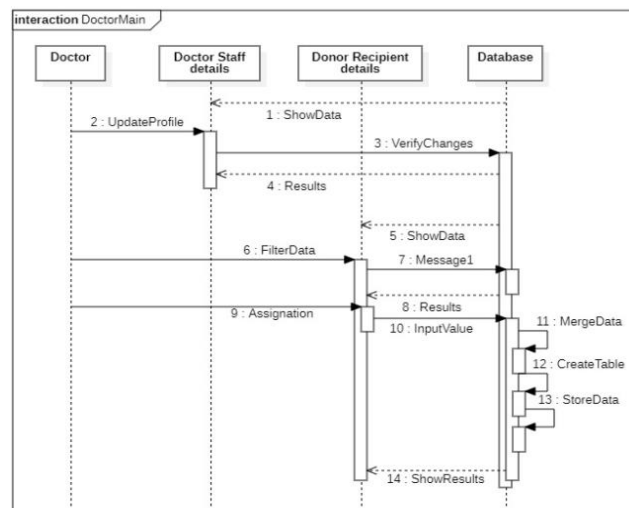 interaction DoctorMain
Doctor
Doctor Staff
details
Donor Recipient
details
Database
1 : ShowData
2 : UpdateProfile
3 : VerifyChanges
4 : Results
5 : ShowData
6 : FilterData
7 : Message1
8 : Results
9 : Assignation
10 : InputValue
11 : MergeData
12 : CreateTable
13 : StoreData
14 : ShowResults